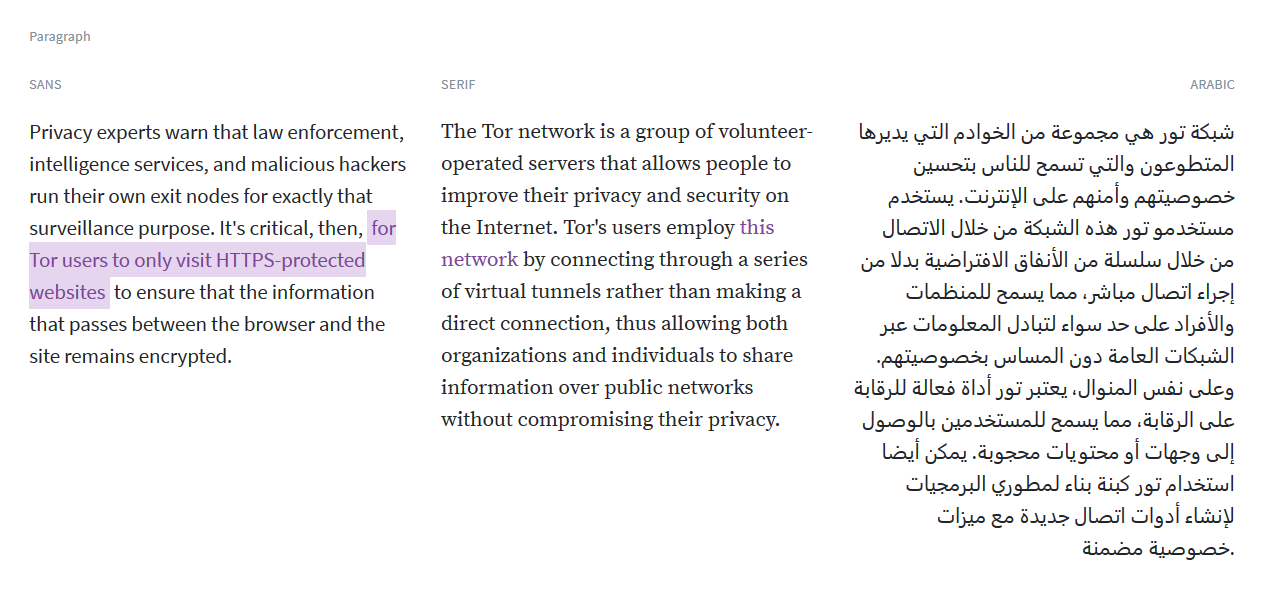 Paragraph
SANS
Privacy experts warn that law enforcement,
intelligence services, and malicious hackers
run their own exit nodes for exactly that
surveillance purpose. It's critical, then, for
Tor users to only visit HTTPS-protected
websites to ensure that the information
that passes between the browser and the
site remains encrypted.
SERIF
The Tor network is a group of volunteer-
operated servers that allows people to
improve their privacy and security on
the Internet. Tor's users employ this
network by connecting through a series
of virtual tunnels rather than making a
direct connection, thus allowing both
organizations and individuals to share
information over public networks
without compromising their privacy.
ARABIC
شبكة تور هي مجموعة من الخوادم التي يديرها
المتطوعون والتي تسمح للناس بتحسين
خصوصيتهم وأمنهم على الإنترنت. يستخدم
مستخدمو تور هذه الشبكة من خلال الاتصال
من خلال سلسلة من الأنفاق الافتراضية بدلا من
إجراء اتصال مباشر، مما يسمح للمنظمات
والأفراد على حد سواء لتبادل المعلومات عبر
الشبكات العامة دون المساس بخصوصيتهم.
وعلى نفس المنوال، يعتبر تور أداة فعالة للرقابة
على الرقابة، مما يسمح للمستخدمين بالوصول
إلى وجهات أو محتويات محجوبة. يمكن أيضا
استخدام تور كبنة بناء لمطوري البرمجيات
لإنشاء أدوات اتصال جديدة مع ميزات
.خصوصية مضمنة